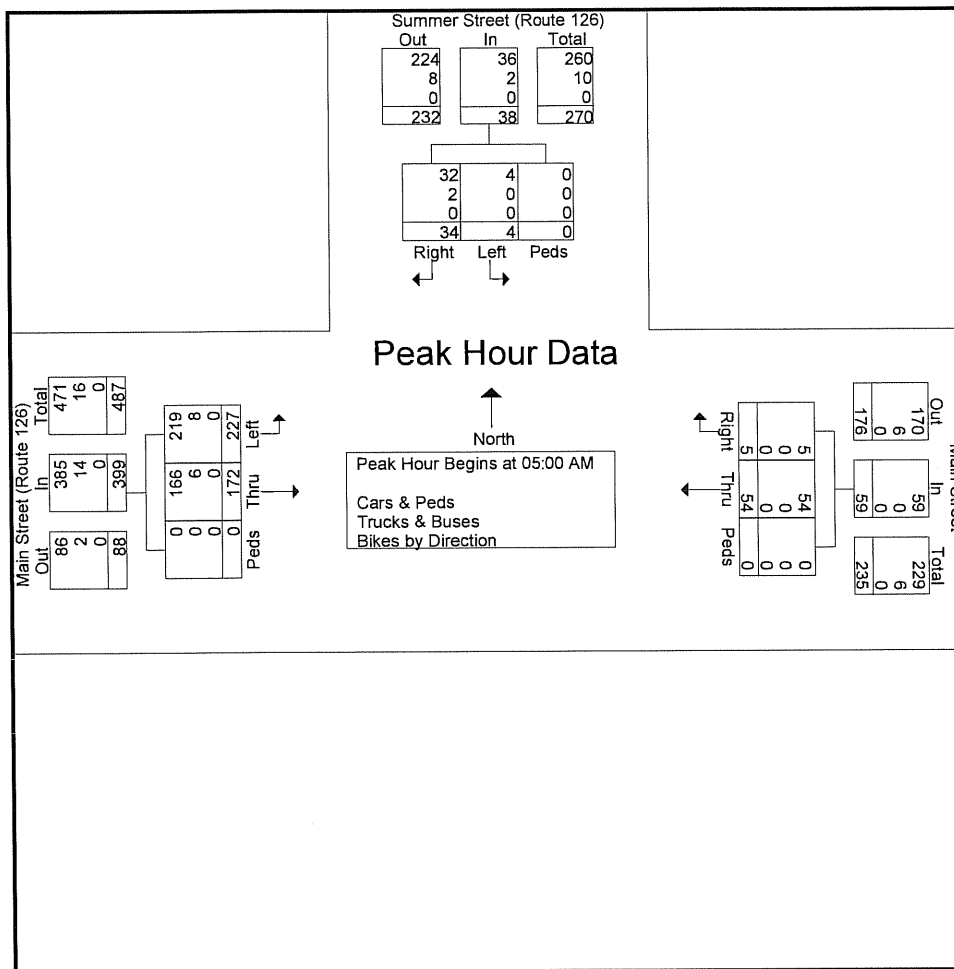 Summer Street (Route 126)
Out In Total
224 36 260
8 2 10
0 0 0
232 38 270
32 4 0
2 0 0
0 0 0
34 4 0
Right Left Peds
Peak Hour Data
North
Peak Hour Begins at 05:00 AM
Cars & Peds
Trucks & Buses
Bikes by Direction
Main Street (Route 126)
Out In Total
86 385 471
2 14 16
0 0 0
88 399 487
Left Thru Peds
219 166 0
8 6 0
0 0 0
227 172 0
Main Street
Out In Total
170 59 229
6 0 6
0 0 0
176 59 235
Right Thru Peds
5 54 0
0 0 0
0 0 0
5 54 0